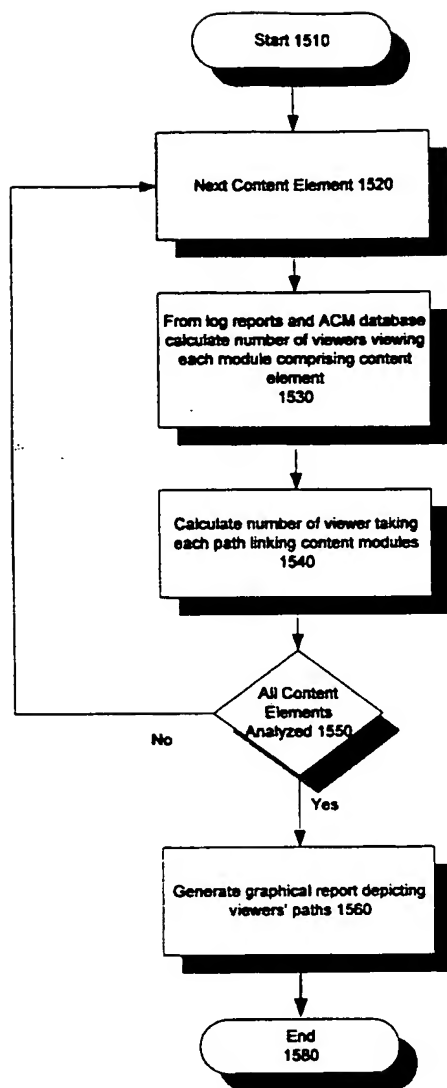 Start 1510
Next Content Element 1520
From log reports and ACM database
calculate number of viewers viewing
each module comprising content
element
1530
Calculate number of viewer taking
each path linking content modules
1540
All Content
Elements
Analyzed 1550
No
Yes
Generate graphical report depicting
viewers' paths 1560
End
1580